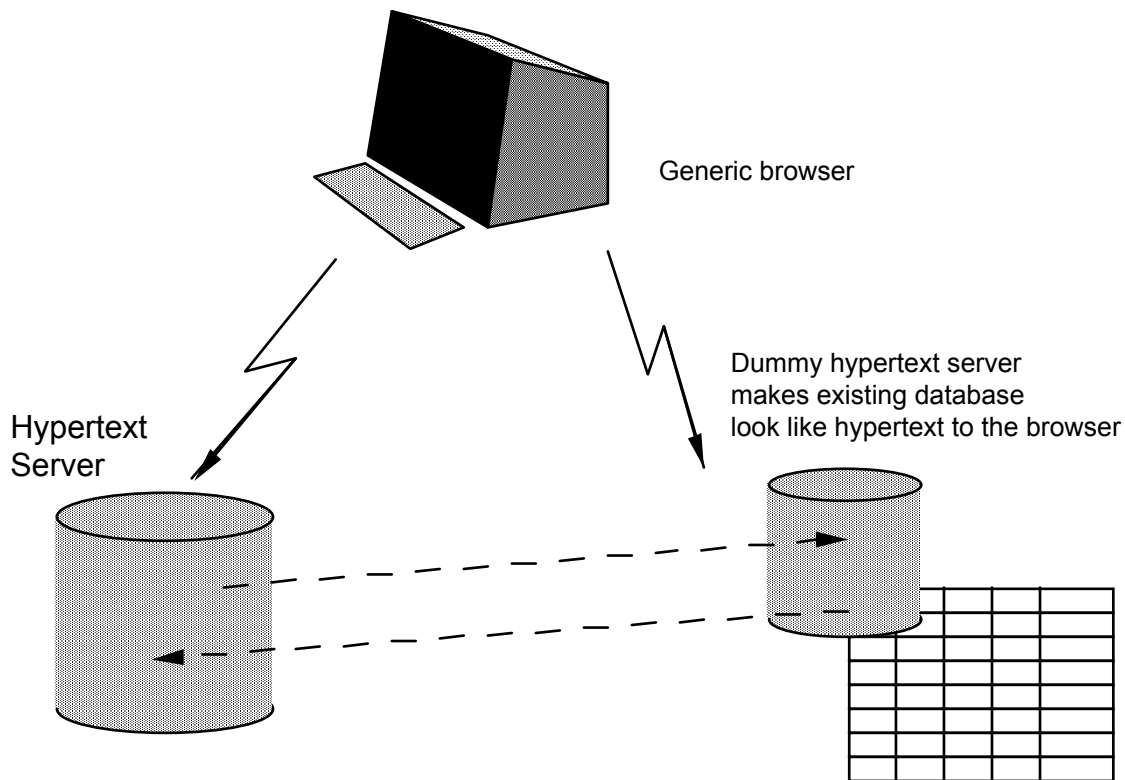 Generic browser
Dummy hypertext server
makes existing database
look like hypertext to the browser
Hypertext
Server